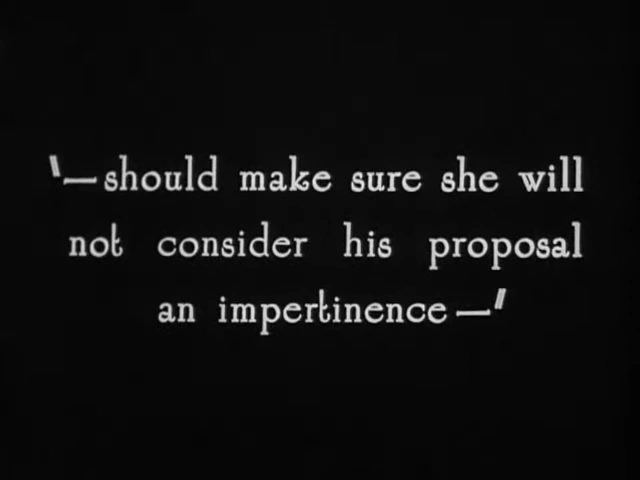 "—should make sure she will
not consider his proposal
an impertinence—"